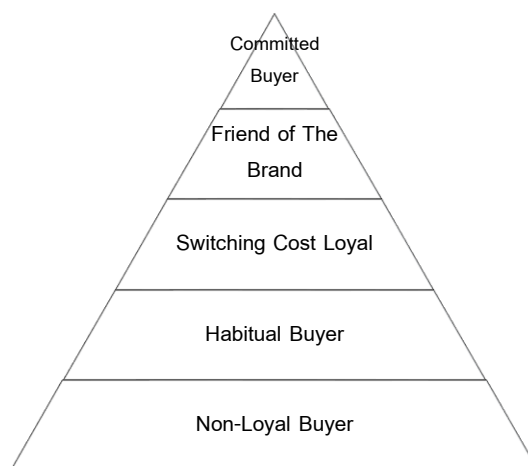 Committed
Buyer
Friend of The
Brand
Switching Cost Loyal
Habitual Buyer
Non-Loyal Buyer